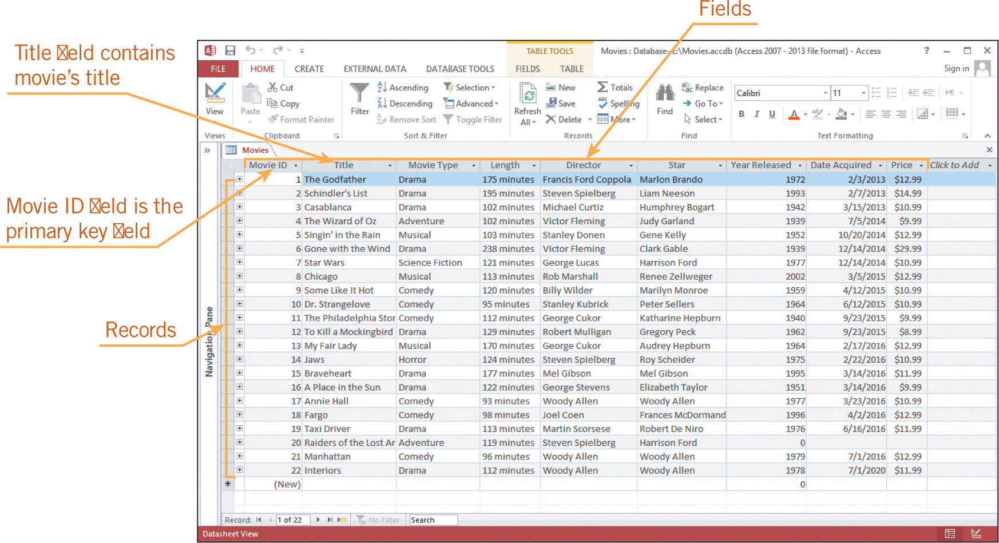 Fields
Title eld contains
movie's title
Movie ID eld is the
primary key eld
Records
TABLE TOOLS
Movies : Database- E:\Movies.accdb (Access 2007 - 2013 file format) - Access
?
Sign in
FILE HOME CREATE EXTERNAL DATA DATABASE TOOLS FIELDS TABLE
View
Views
Paste
Cut
Copy
Format Painter
Clipboard
Filter
Ascending
Descending
Remove Sort
Selection
Advanced
Toggle Filter
Sort & Filter
Refresh
All
New
Save
Delete
Totals
Spelling
More
Records
Find
Replace
Go To
Select
Find
Calibri 11
B I U A
Text Formatting
Navigation Pane
Movies
Movie ID Title Movie Type Length Director Star Year Released Date Acquired Price Click to Add
1 The Godfather Drama 175 minutes Francis Ford Coppola Marlon Brando 1972 2/3/2013 $12.99
2 Schindler's List Drama 195 minutes Steven Spielberg Liam Neeson 1993 2/7/2013 $14.99
3 Casablanca Drama 102 minutes Michael Curtiz Humphrey Bogart 1942 3/15/2013 $10.99
4 The Wizard of Oz Adventure 102 minutes Victor Fleming Judy Garland 1939 7/5/2014 $9.99
5 Singin' in the Rain Musical 103 minutes Stanley Donen Gene Kelly 1952 10/20/2014 $12.99
6 Gone with the Wind Drama 238 minutes Victor Fleming Clark Gable 1939 12/14/2014 $29.99
7 Star Wars Science Fiction 121 minutes George Lucas Harrison Ford 1977 12/14/2014 $10.99
8 Chicago Musical 113 minutes Rob Marshall Renee Zellweger 2002 3/5/2015 $12.99
9 Some Like It Hot Comedy 120 minutes Billy Wilder Marilyn Monroe 1959 4/12/2015 $10.99
10 Dr. Strangelove Comedy 95 minutes Stanley Kubrick Peter Sellers 1964 6/12/2015 $10.99
11 The Philadelphia Stor Comedy 112 minutes George Cukor Katharine Hepburn 1940 9/23/2015 $9.99
12 To Kill a Mockingbird Drama 129 minutes Robert Mulligan Gregory Peck 1962 9/23/2015 $8.99
13 My Fair Lady Musical 170 minutes George Cukor Audrey Hepburn 1964 2/17/2016 $12.99
14 Jaws Horror 124 minutes Steven Spielberg Roy Scheider 1975 2/22/2016 $10.99
15 Braveheart Drama 177 minutes Mel Gibson Mel Gibson 1995 3/14/2016 $11.99
16 A Place in the Sun Drama 122 minutes George Stevens Elizabeth Taylor 1951 3/14/2016 $9.99
17 Annie Hall Comedy 93 minutes Woody Allen Woody Allen 1977 3/23/2016 $10.99
18 Fargo Comedy 98 minutes Joel Coen Frances McDormand 1996 4/2/2016 $12.99
19 Taxi Driver Drama 113 minutes Martin Scorsese Robert De Niro 1976 6/16/2016 $11.99
20 Raiders of the Lost Ar Adventure 119 minutes Steven Spielberg Harrison Ford 0
21 Manhattan Comedy 96 minutes Woody Allen Woody Allen 1979 7/1/2016 $12.99
22 Interiors Drama 112 minutes Woody Allen Woody Allen 1978 7/1/2020 $11.99
(New) 0
Record: 1 of 22 No Filter Search
Datasheet View